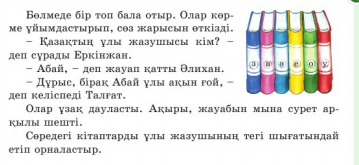 Бөлмеде бір топ бала отыр. Олар көр-
ме ұйымдастырып, сөз жарысын өткізді.
– Қазақтың ұлы жазушысы кім? –
деп сұрады Еркінжан.
– Абай, – деп жауап қатты Әлихан.
– Дұрыс, бірақ Абай ұлы ақын ғой, –
деп келіспеді Талғат.
Олар ұзақ дауласты. Ақыры, жауабын мына сурет ар-
қылы шешті.
Сөредегі кітаптарды ұлы жазушының тегі шығатындай
етіп орналастыр.